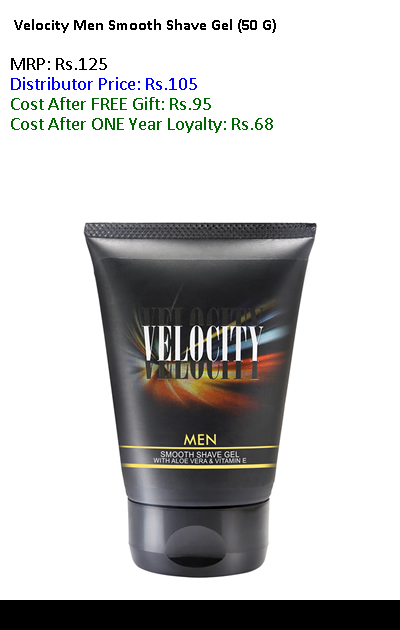 Velocity Men Smooth Shave Gel (50 G)
MRP: Rs.125
Distributor Price: Rs.105
Cost After FREE Gift: Rs.95
Cost After ONE Year Loyalty: Rs.68
VELOCITY
MEN
SMOOTH SHAVE GEL
WITH ALOE VERA & VITAMIN E